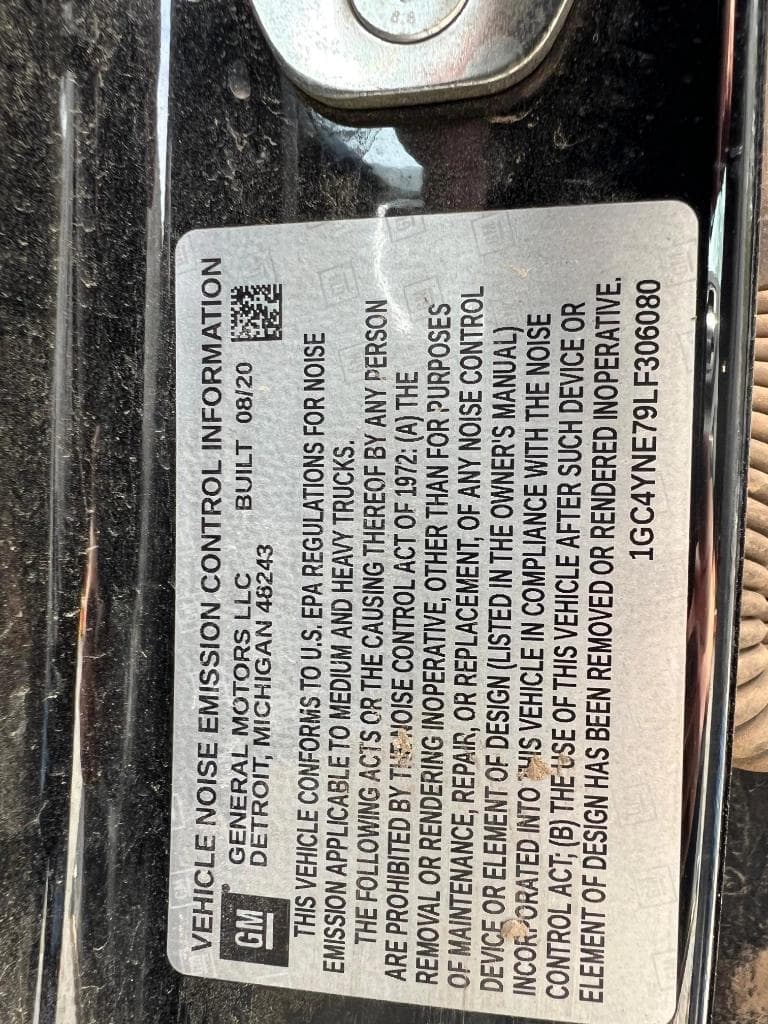 VEHICLE NOISE EMISSION CONTROL INFORMATION
GM
GENERAL MOTORS LLC BUILT 08/20
DETROIT, MICHIGAN 48243
THIS VEHICLE CONFORMS TO U.S. EPA REGULATIONS FOR NOISE
EMISSION APPLICABLE TO MEDIUM AND HEAVY TRUCKS.
THE FOLLOWING ACTS OR THE CAUSING THEREOF BY ANY PERSON
ARE PROHIBITED BY THE NOISE CONTROL ACT OF 1972: (A) THE
REMOVAL OR RENDERING INOPERATIVE, OTHER THAN FOR PURPOSES
OF MAINTENANCE, REPAIR, OR REPLACEMENT, OF ANY NOISE CONTROL
DEVICE OR ELEMENT OF DESIGN (LISTED IN THE OWNER'S MANUAL)
INCORPORATED INTO THIS VEHICLE IN COMPLIANCE WITH THE NOISE
CONTROL ACT; (B) THE USE OF THIS VEHICLE AFTER SUCH DEVICE OR
ELEMENT OF DESIGN HAS BEEN REMOVED OR RENDERED INOPERATIVE.
1GC4YNE79LF306080